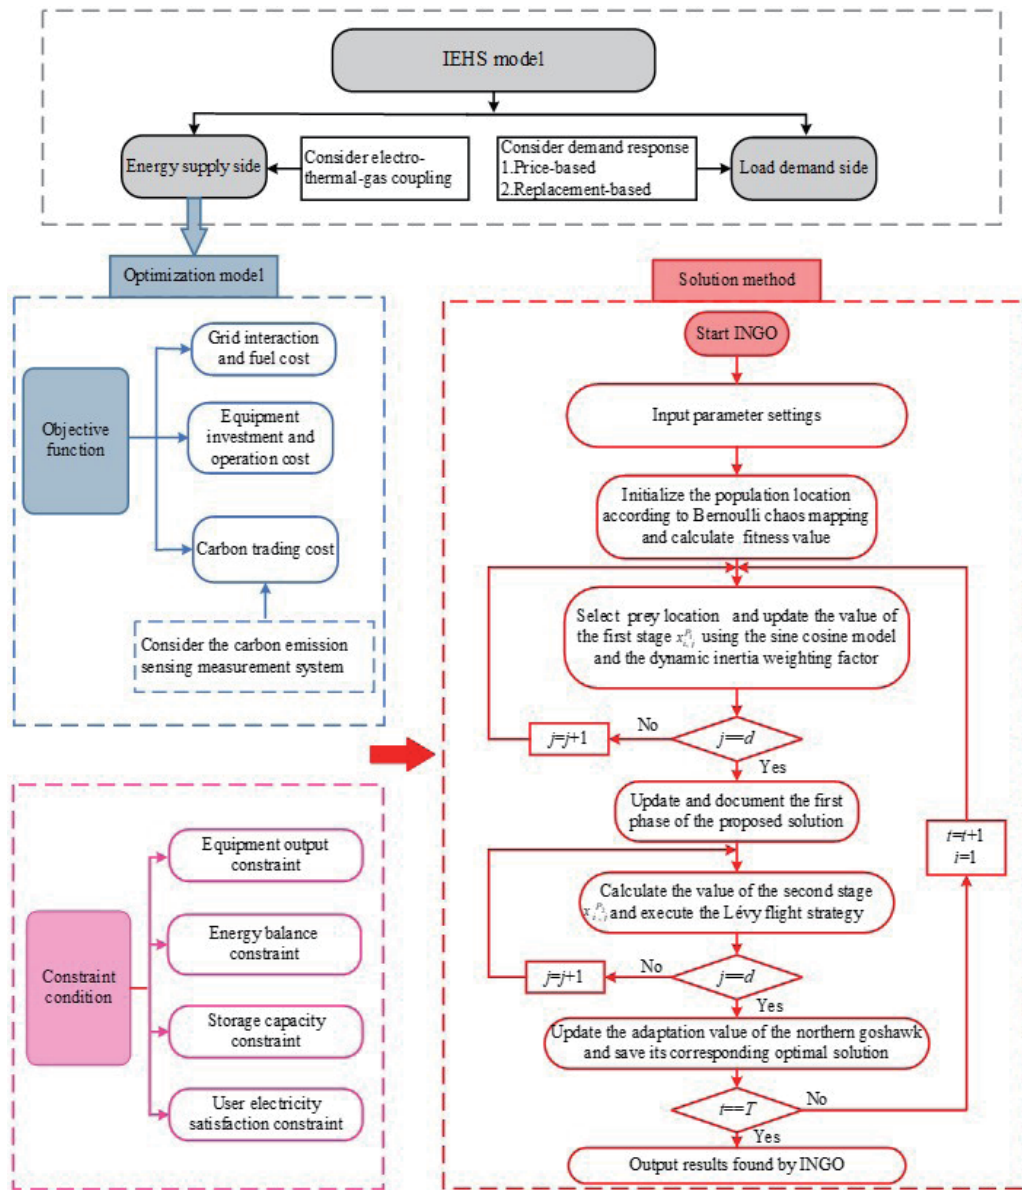 IEHS model
Energy supply side
Consider electro-
thermal-gas coupling
Consider demand response
1.Price-based
2.Replacement-based
Load demand side
Optimization model
Objective
function
Grid interaction
and fuel cost
Equipment
investment and
operation cost
Carbon trading cost
Consider the carbon emission
sensing measurement system
Constraint
condition
Equipment output
constraint
Energy balance
constraint
Storage capacity
constraint
User electricity
satisfaction constraint
Solution method
Start INGO
Input parameter settings
Initialize the population location
according to Bernoulli chaos mapping
and calculate fitness value
Select prey location and update the value of
the first stage x_{i,t}^{P_1} using the sine cosine model
and the dynamic inertia weighting factor
j==d
No
j=j+1
Yes
Update and document the first
phase of the proposed solution
t=t+1
i=1
Calculate the value of the second stage
x_{i,t}^{P_2} and execute the Lévy flight strategy
j==d
No
j=j+1
Yes
Update the adaptation value of the northern goshawk
and save its corresponding optimal solution
t==T
No
Yes
Output results found by INGO